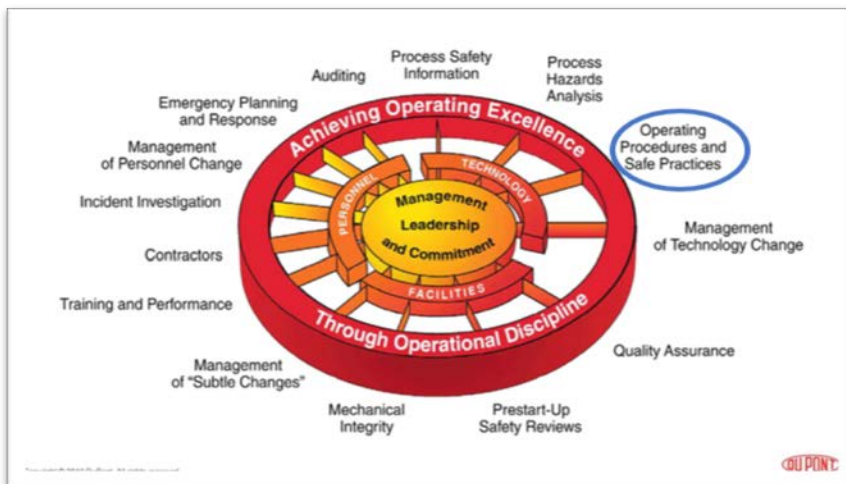 Process Safety
Information
Process
Hazards
Analysis
Operating
Procedures and
Safe Practices
Management
of Technology Change
Quality Assurance
Prestart-Up
Safety Reviews
Mechanical
Integrity
Management
of “Subtle Changes”
Training and Performance
Contractors
Incident Investigation
Management
of Personnel Change
Emergency Planning
and Response
Auditing
Achieving Operating Excellence
PERSONNEL
TECHNOLOGY
Management
Leadership
and Commitment
FACILITIES
Through Operational Discipline
DUPONT